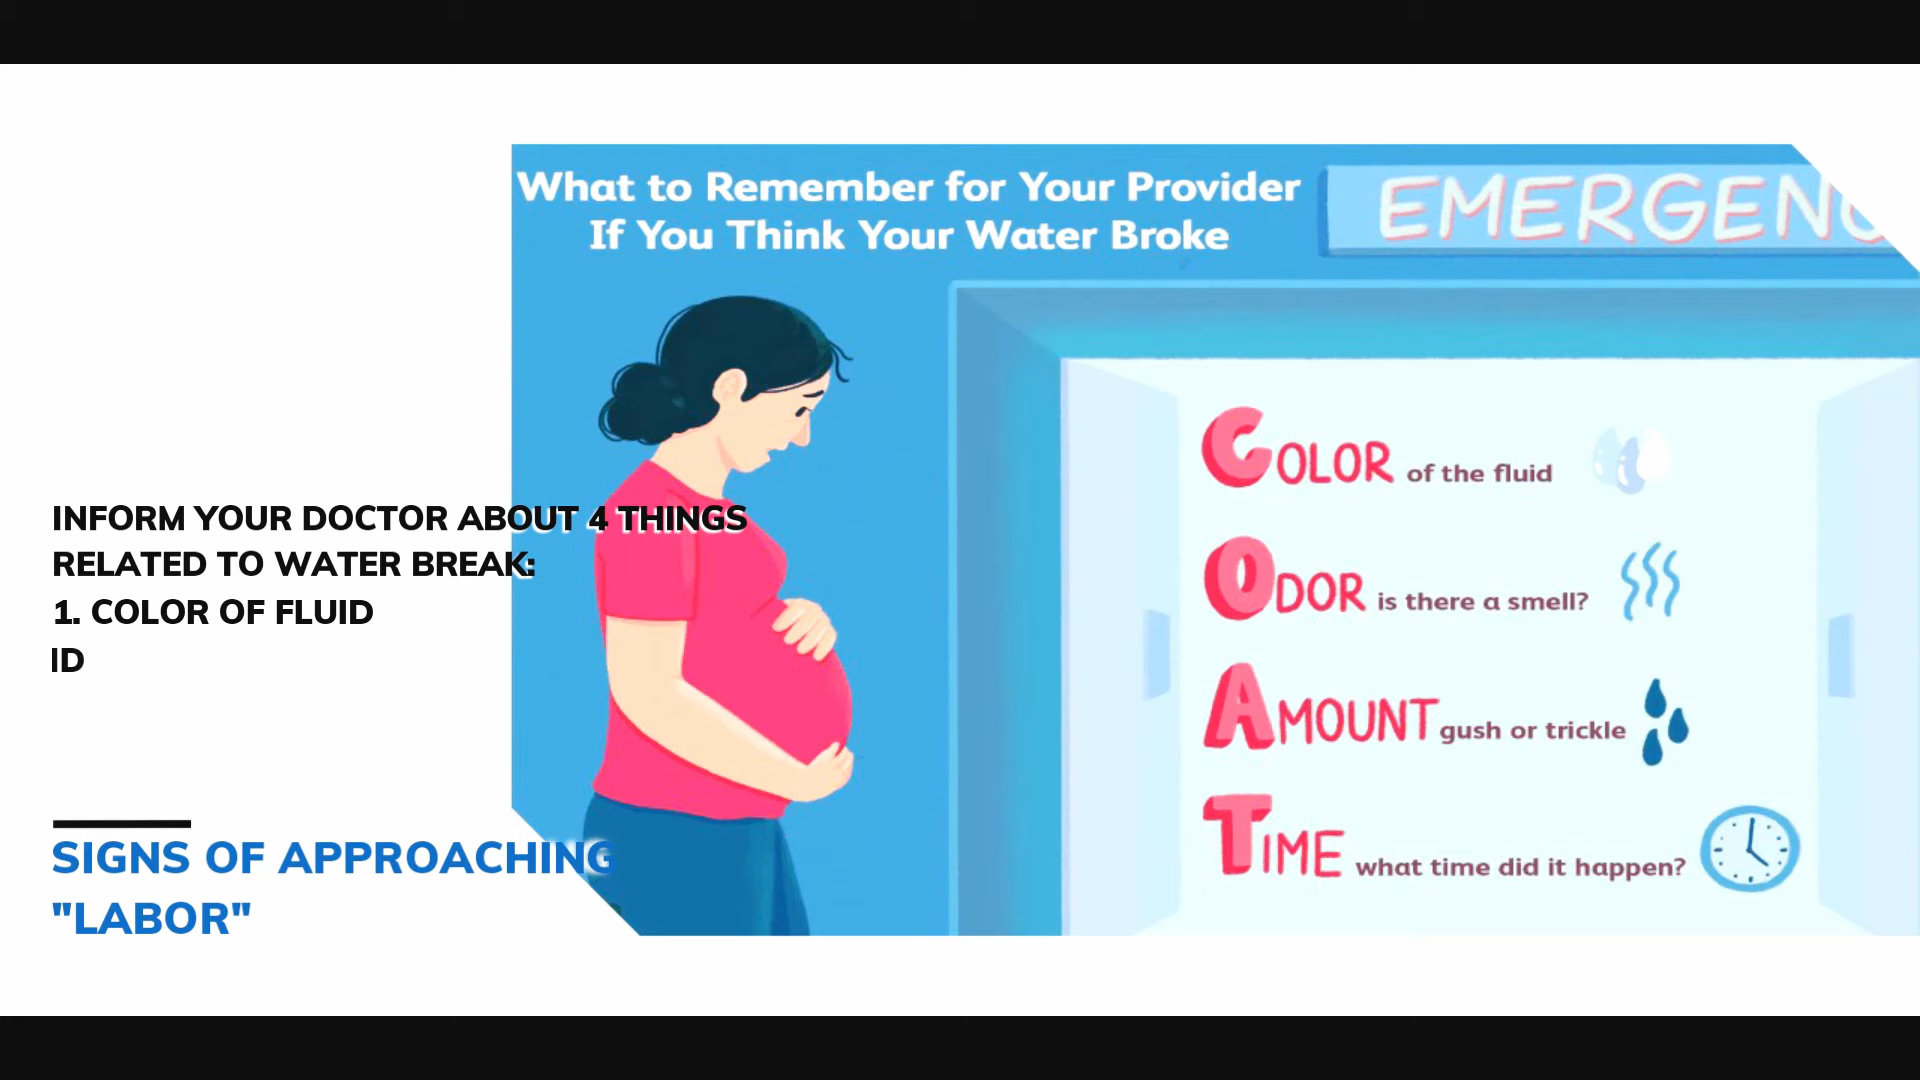 What to Remember for Your Provider
If You Think Your Water Broke
EMERGENC
COLOR of the fluid
ODOR is there a smell?
AMOUNT gush or trickle
TIME what time did it happen?
INFORM YOUR DOCTOR ABOUT 4 THINGS
RELATED TO WATER BREAK:
1. COLOR OF FLUID
ID
SIGNS OF APPROACHING
"LABOR"